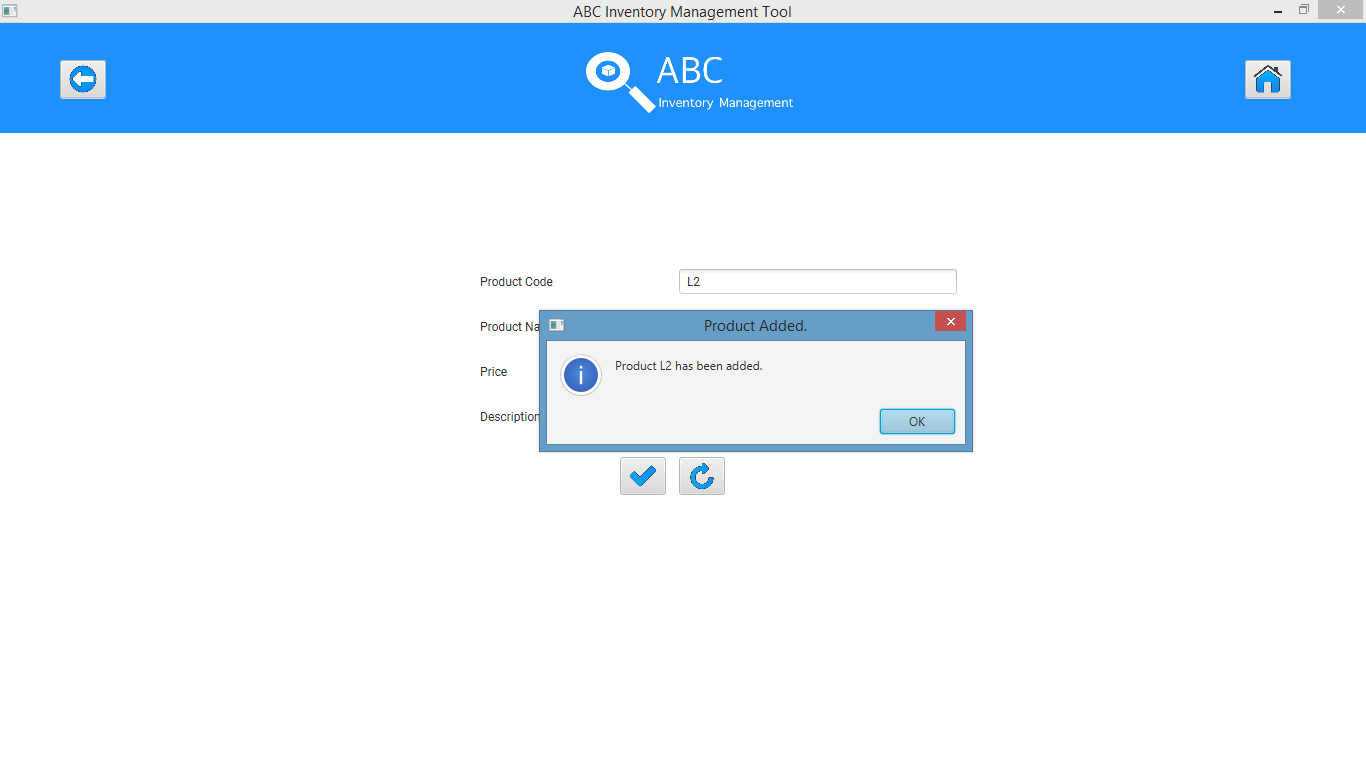 ABC Inventory Management Tool
ABC
Inventory Management
Product Code
L2
Product Na
Product Added.
Product L2 has been added.
Price
OK
Description